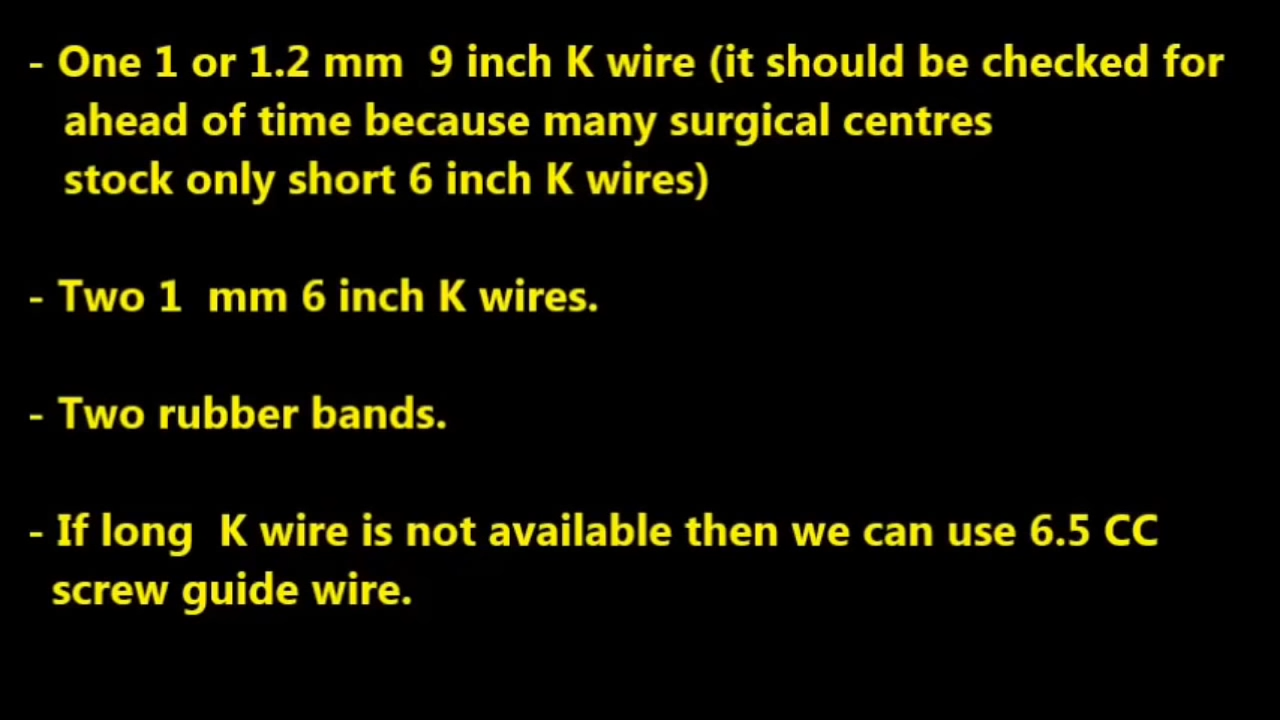 - One 1 or 1.2 mm  9 inch K wire (it should be checked for
ahead of time because many surgical centres
stock only short 6 inch K wires)
- Two 1  mm 6 inch K wires.
- Two rubber bands.
- If long  K wire is not available then we can use 6.5 CC
screw guide wire.